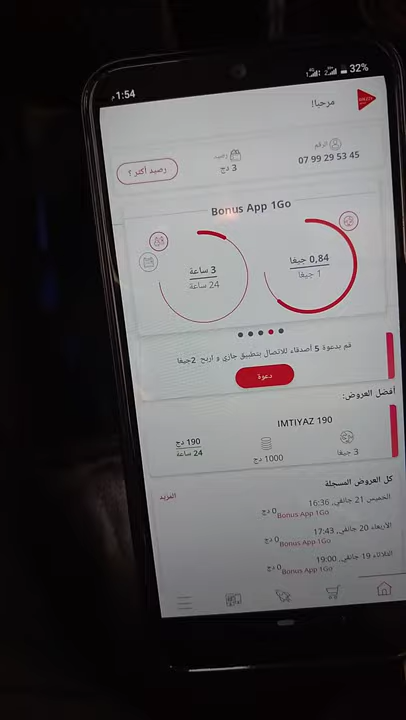 1:54 م
32%
مرحبا!
الرقم
07 99 29 53 45
رصيد
3 دج
رصيد أكثر ؟
Bonus App 1Go
0,84 جيغا
1 جيغا
3 ساعة
24 ساعة
قم بدعوة 5 أصدقاء للاتصال بتطبيق جازي و اربح 2جيغا
دعوة
أفضل العروض:
IMTIYAZ 190
3 جيغا
1000 دج
190 دج
24 ساعة
كل العروض المسجلة
المزيد
الخميس 21 جانفي, 16:36
Bonus App 1Go
0 دج
الاربعاء 20 جانفي, 17:43
Bonus App 1Go
0 دج
الثلاثاء 19 جانفي, 19:00
Bonus App 1Go
0 دج